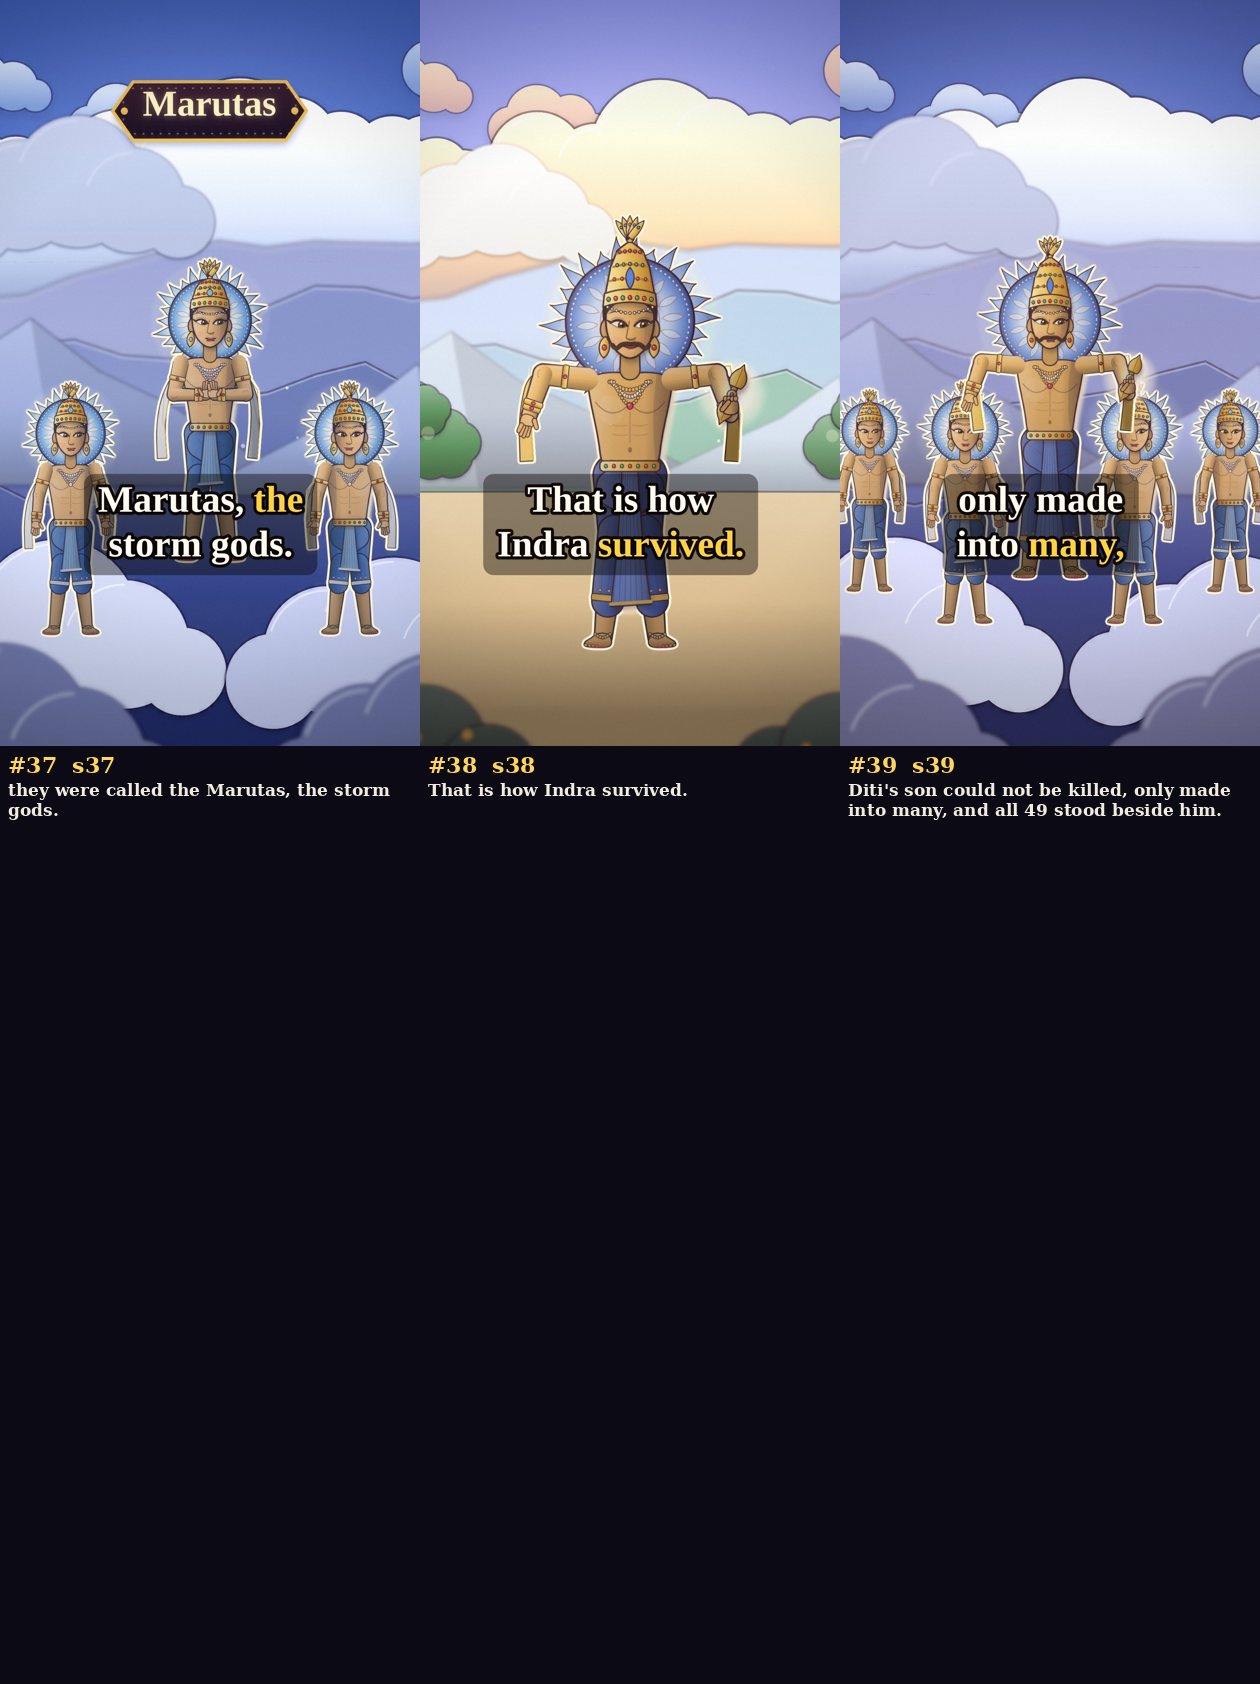 Marutas
Marutas, the
storm gods.
#37 s37
they were called the Marutas, the storm
gods.
That is how
Indra survived.
#38 s38
That is how Indra survived.
only made
into many,
#39 s39
Diti's son could not be killed, only made
into many, and all 49 stood beside him.